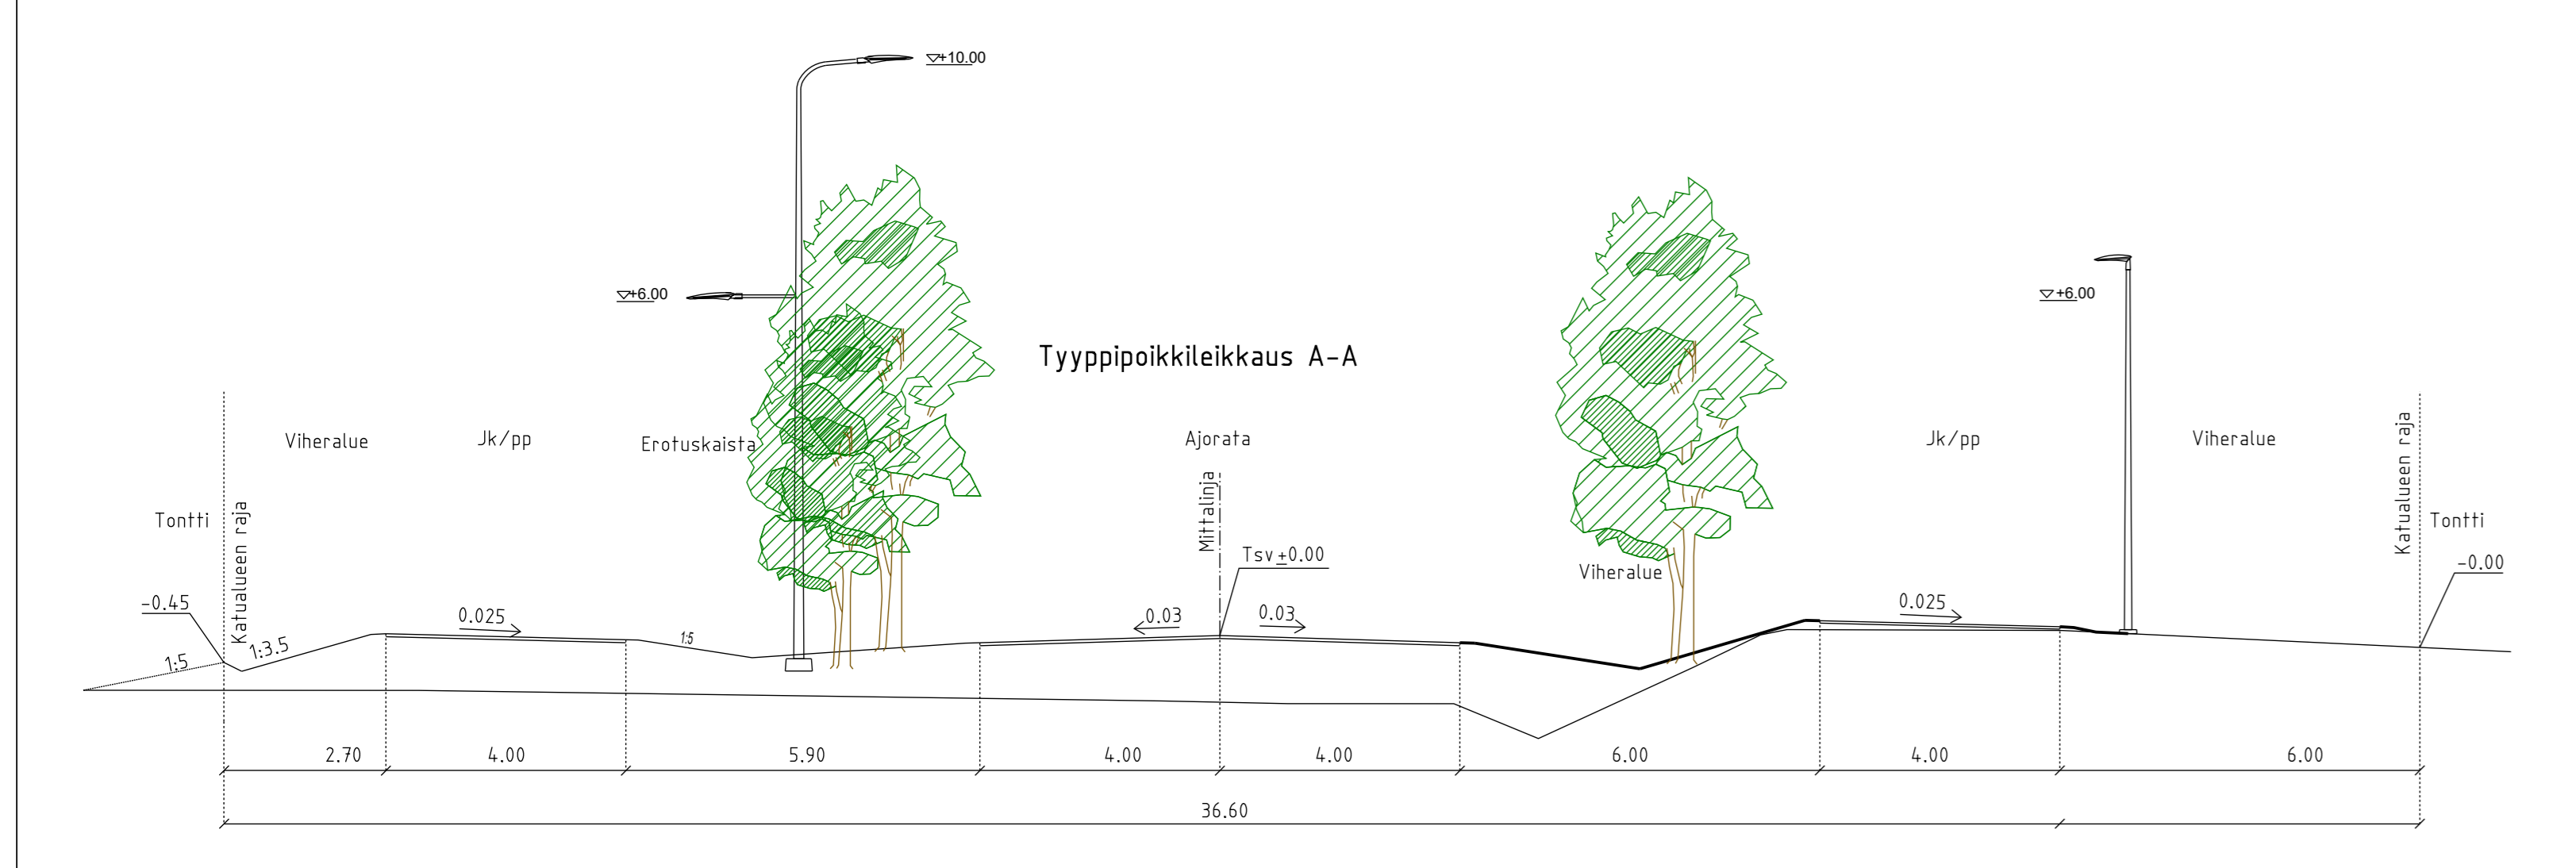 +10.00
+6.00
+6.00
Tyyppipoikkileikkaus A-A
Viheralue
Jk/pp
Erotuskaista
Ajorata
Jk/pp
Viheralue
Mittalinja
Katualueen raja
Katualueen raja
Tontti
Tontti
Tsv ±0.00
-0.00
Viheralue
-0.45
1:3.5
1:5
0.025
1:5
0.03
0.03
0.025
2.70
4.00
5.90
4.00
4.00
6.00
4.00
6.00
36.60